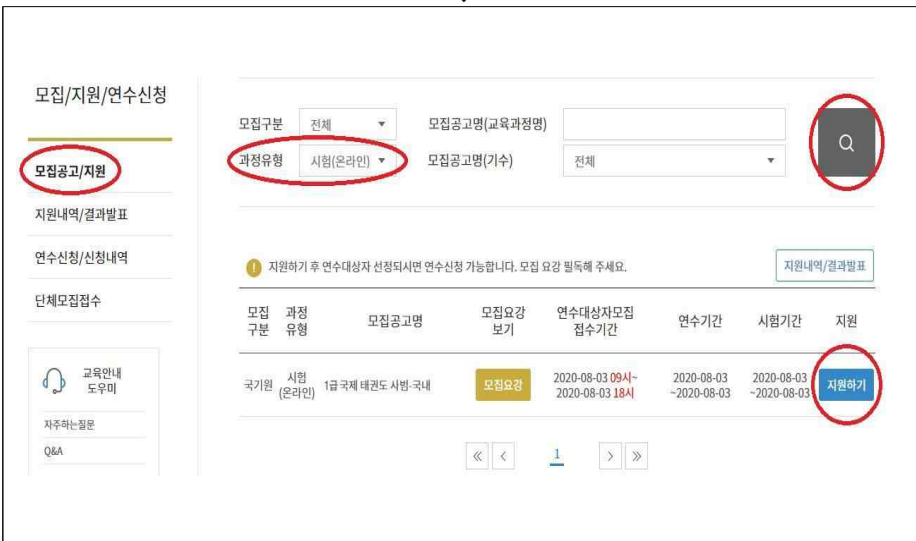 모집/지원/연수신청
모집공고/지원
지원내역/결과발표
연수신청/신청내역
단체모집접수
교육안내
도우미
자주하는질문
Q&A
모집구분 전체 모집공고명(교육과정명)
과정유형 시험(온라인) 모집공고명(기수) 전체
! 지원하기 후 연수대상자 선정되시면 연수신청 가능합니다. 모집 요강 필독해 주세요. 지원내역/결과발표
모집 과정 모집공고명 모집요강 연수대상자모집 연수기간 시험기간 지원
구분 유형 보기 접수기간
국기원 시험 1급 국제 태권도 사범-국내 모집요강 2020-08-03 09시~ 2020-08-03 2020-08-03 지원하기
(온라인) 2020-08-03 18시 ~2020-08-03 ~2020-08-03
« < 1 > »